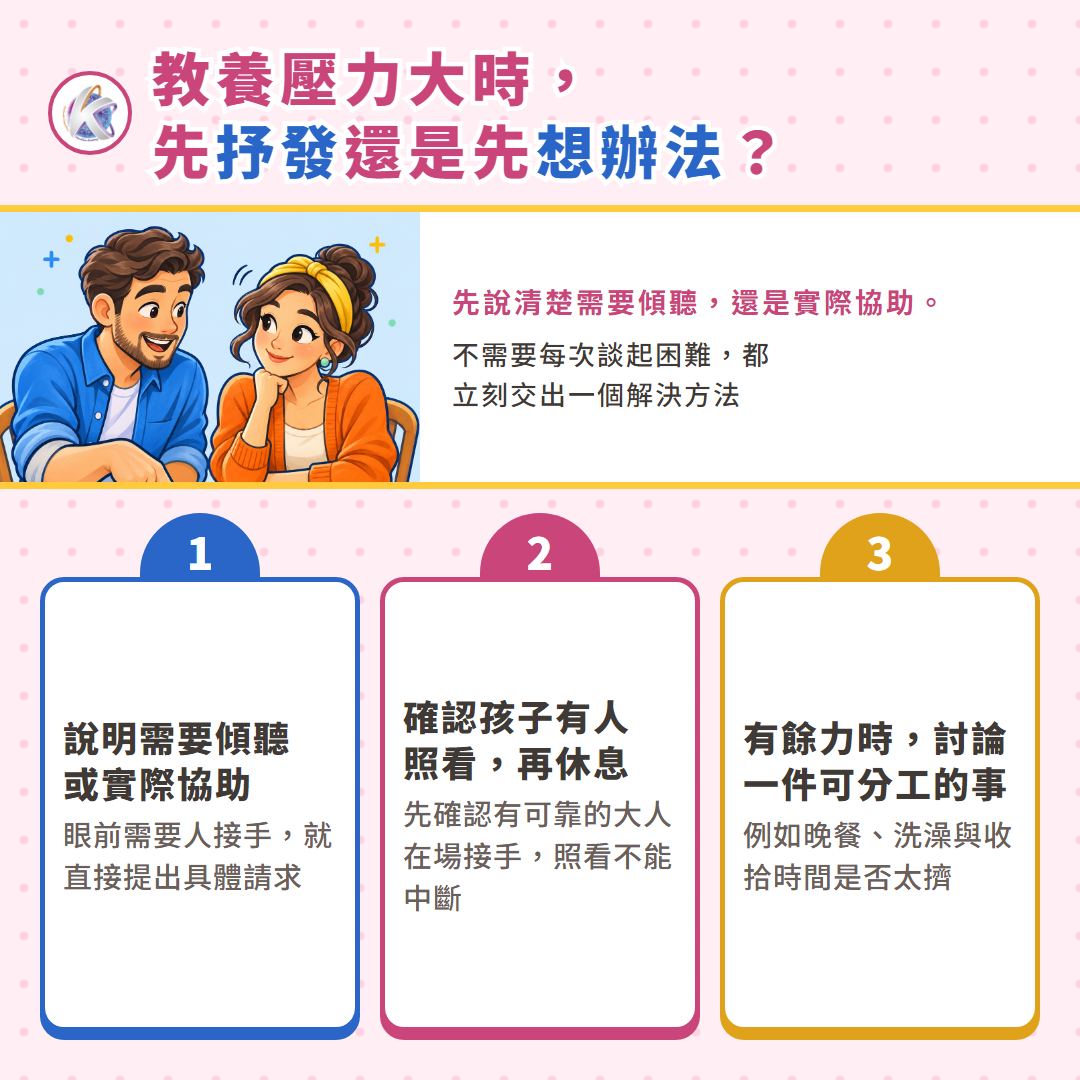 教養壓力大時，
先抒發還是先想辦法？
先說清楚需要傾聽，還是實際協助。
不需要每次談起困難，都
立刻交出一個解決方法
1
說明需要傾聽
或實際協助
眼前需要人接手，就
直接提出具體請求
2
確認孩子有人
照看，再休息
先確認有可靠的大人
在場接手，照看不能
中斷
3
有餘力時，討論
一件可分工的事
例如晚餐、洗澡與收
拾時間是否太擠